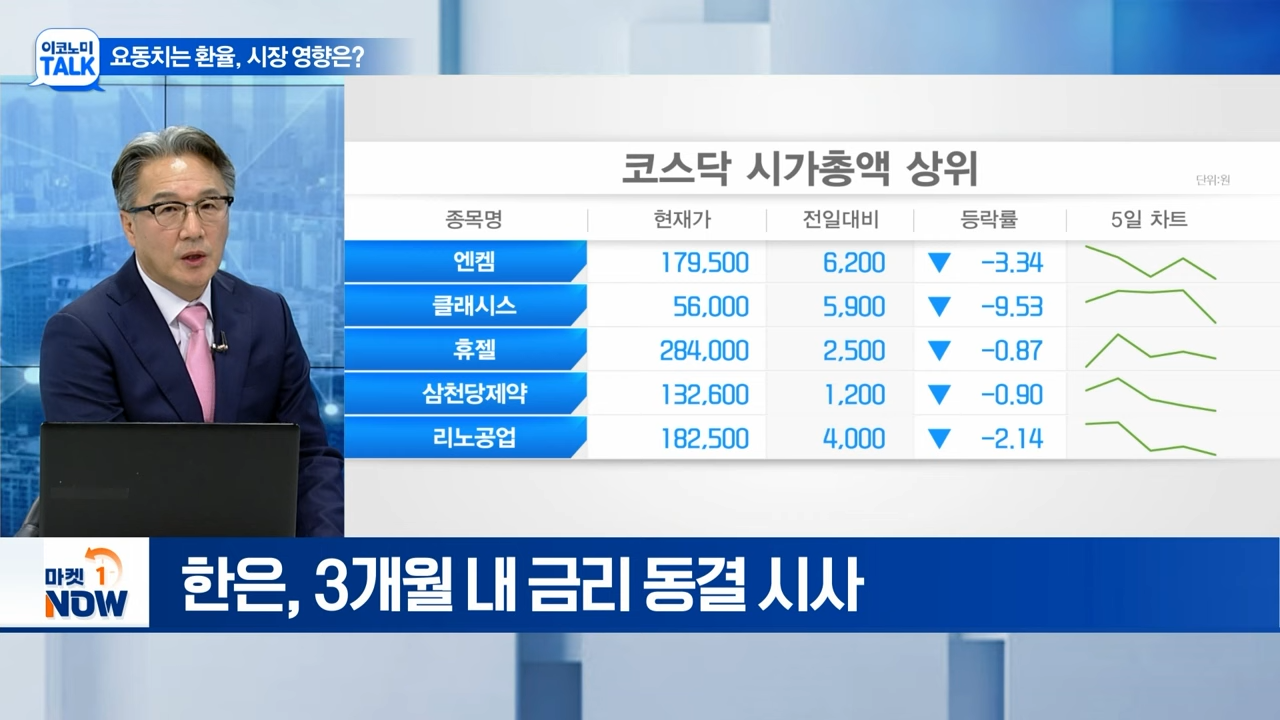 이코노미
TALK
요동치는 환율, 시장 영향은?
코스닥 시가총액 상위
단위:원
종목명 현재가 전일대비 등락률 5일 차트
엔켐 179,500 6,200 ▼ -3.34
클래시스 56,000 5,900 ▼ -9.53
휴젤 284,000 2,500 ▼ -0.87
삼천당제약 132,600 1,200 ▼ -0.90
리노공업 182,500 4,000 ▼ -2.14
마켓 1
NOW
한은, 3개월 내 금리 동결 시사